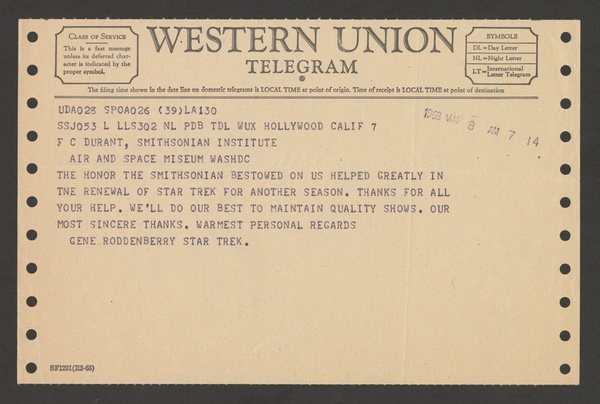 CLASS OF SERVICE
This is a fast message
unless its deferred char-
acter is indicated by the
proper symbol.
WESTERN UNION
TELEGRAM
®
SYMBOLS
DL=Day Letter
NL=Night Letter
LT=International
Letter Telegram
The filing time shown in the date line on domestic telegrams is LOCAL TIME at point of origin. Time of receipt is LOCAL TIME at point of destination
UDA028 SPOA026 (39)LA130
SSJ053 L LLS302 NL PDB TDL WUX HOLLYWOOD CALIF 7
1968 MAR 8 AM 7 14
F C DURANT, SMITHSONIAN INSTITUTE
AIR AND SPACE MISEUM WASHDC
THE HONOR THE SMITHSONIAN BESTOWED ON US HELPED GREATLY IN
TNE RENEWAL OF STAR TREK FOR ANOTHER SEASON. THANKS FOR ALL
YOUR HELP. WE'LL DO OUR BEST TO MAINTAIN QUALITY SHOWS. OUR
MOST SINCERE THANKS. WARMEST PERSONAL REGARDS
GENE RODDENBERRY STAR TREK.
SF1201(R2-65)